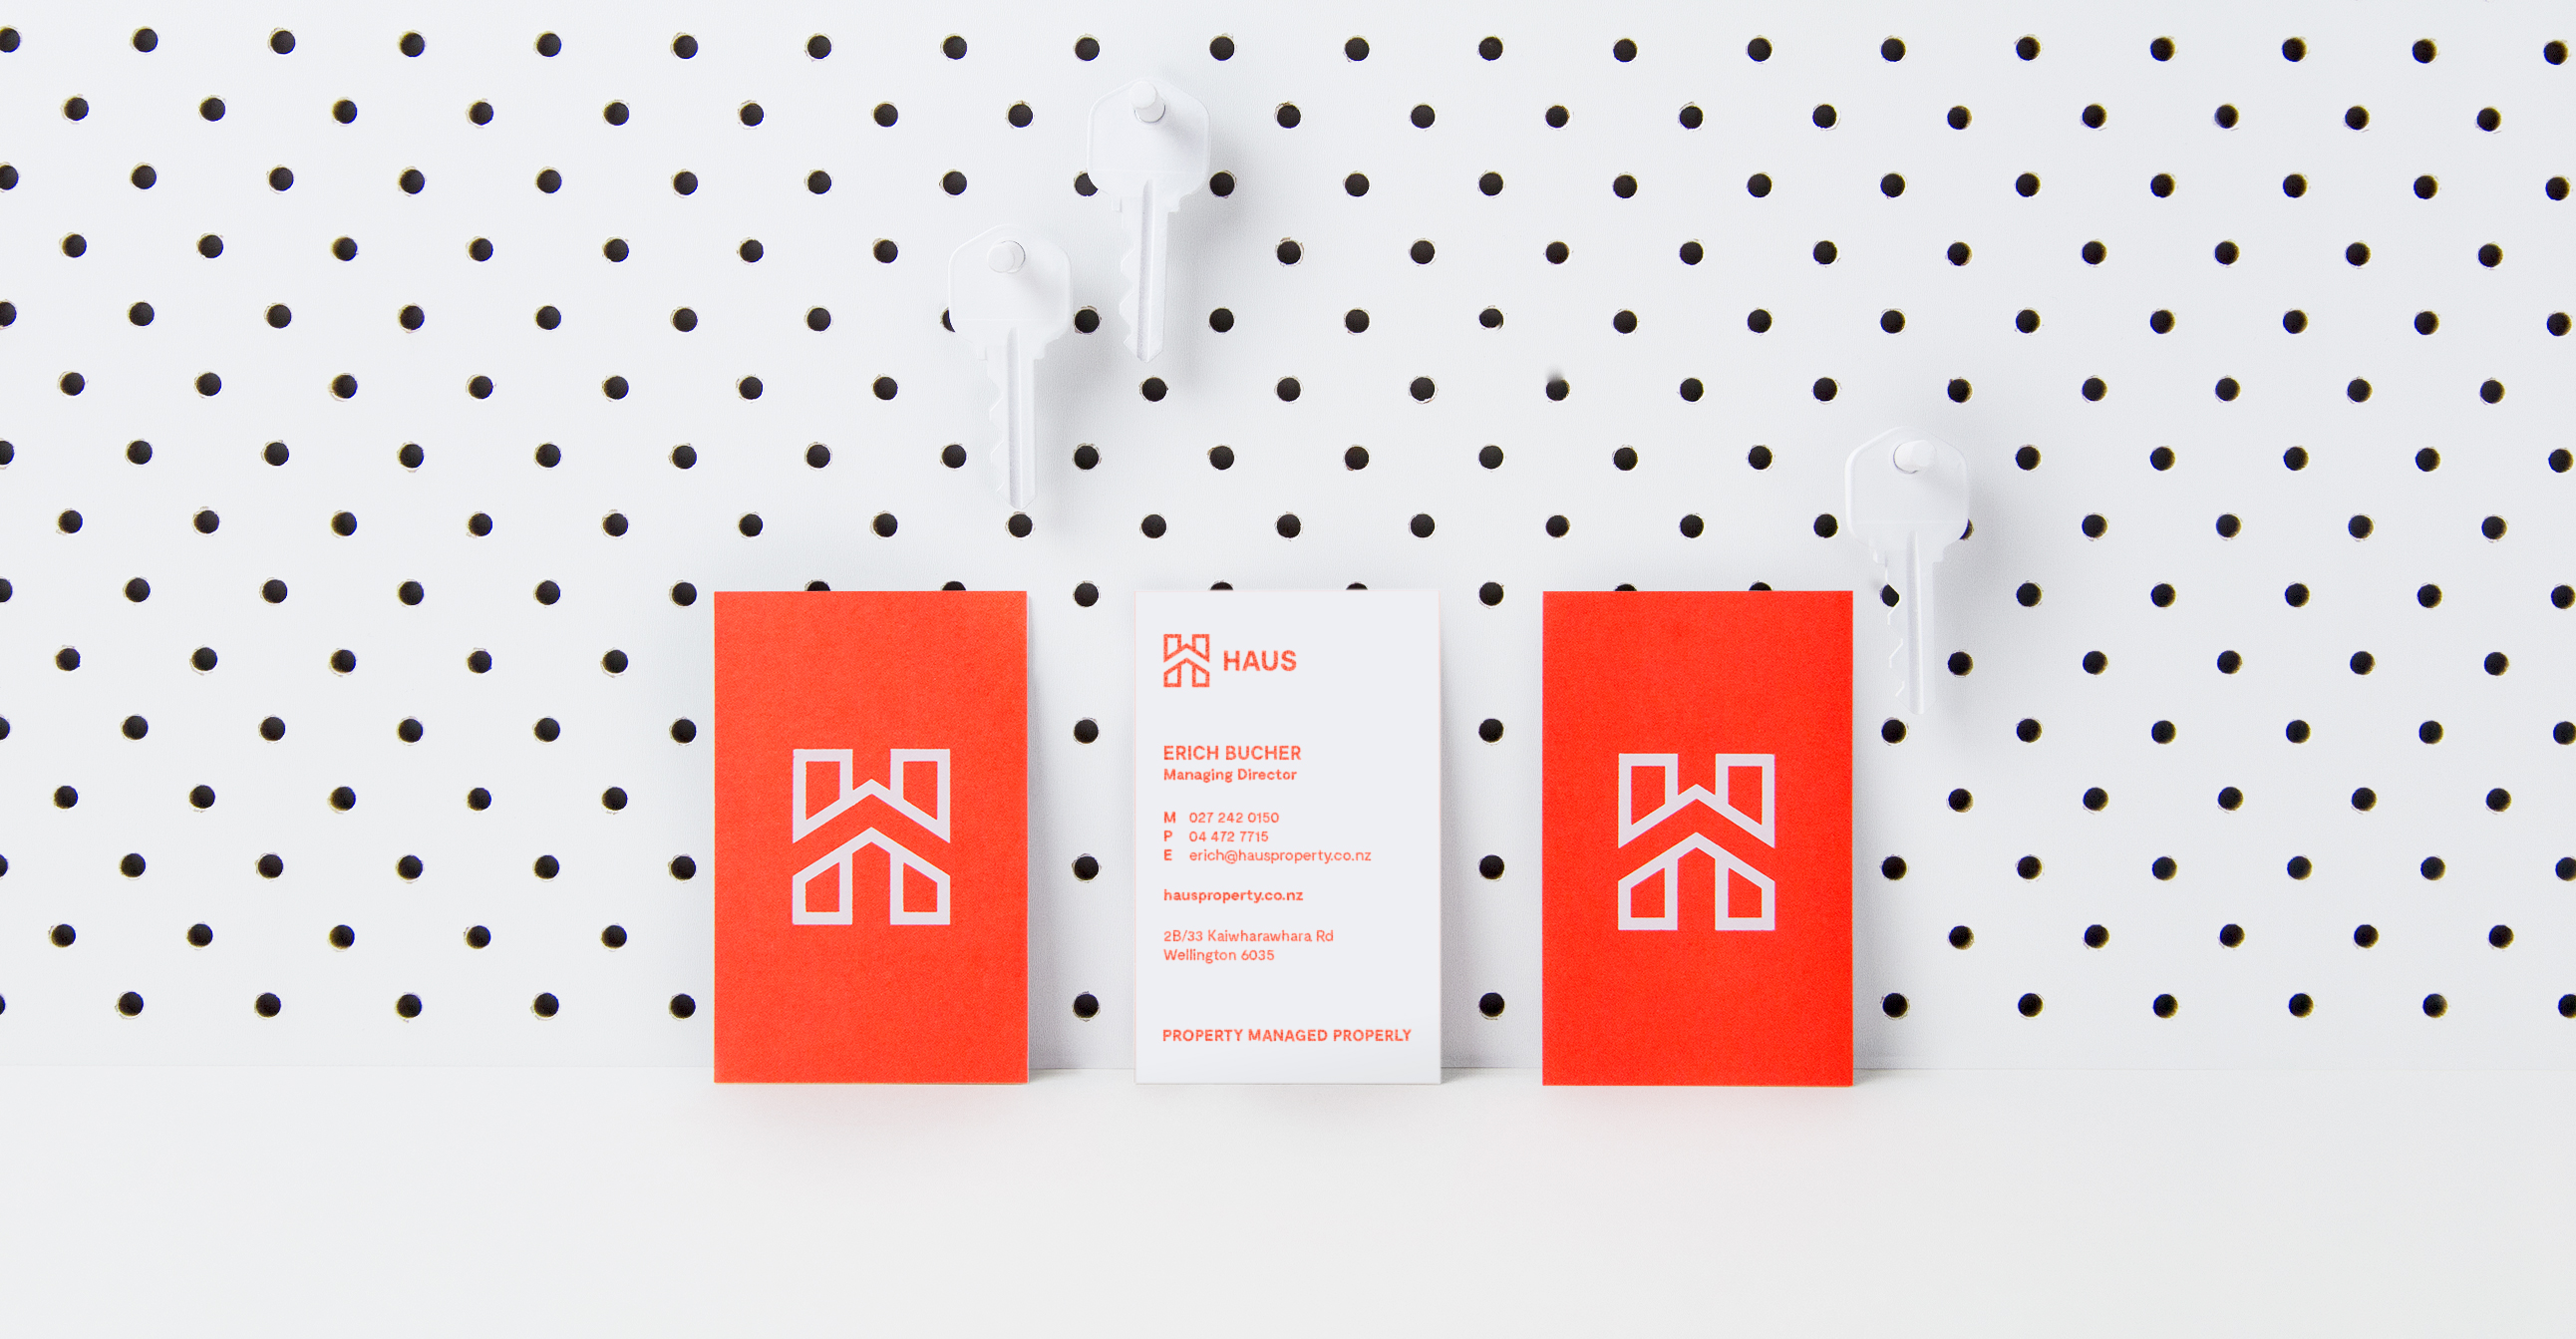 HAUS
ERICH BUCHER
Managing Director
M 027 242 0150
P 04 472 7715
E erich@hausproperty.co.nz
hausproperty.co.nz
2B/33 Kaiwharawhara Rd
Wellington 6035
PROPERTY MANAGED PROPERLY